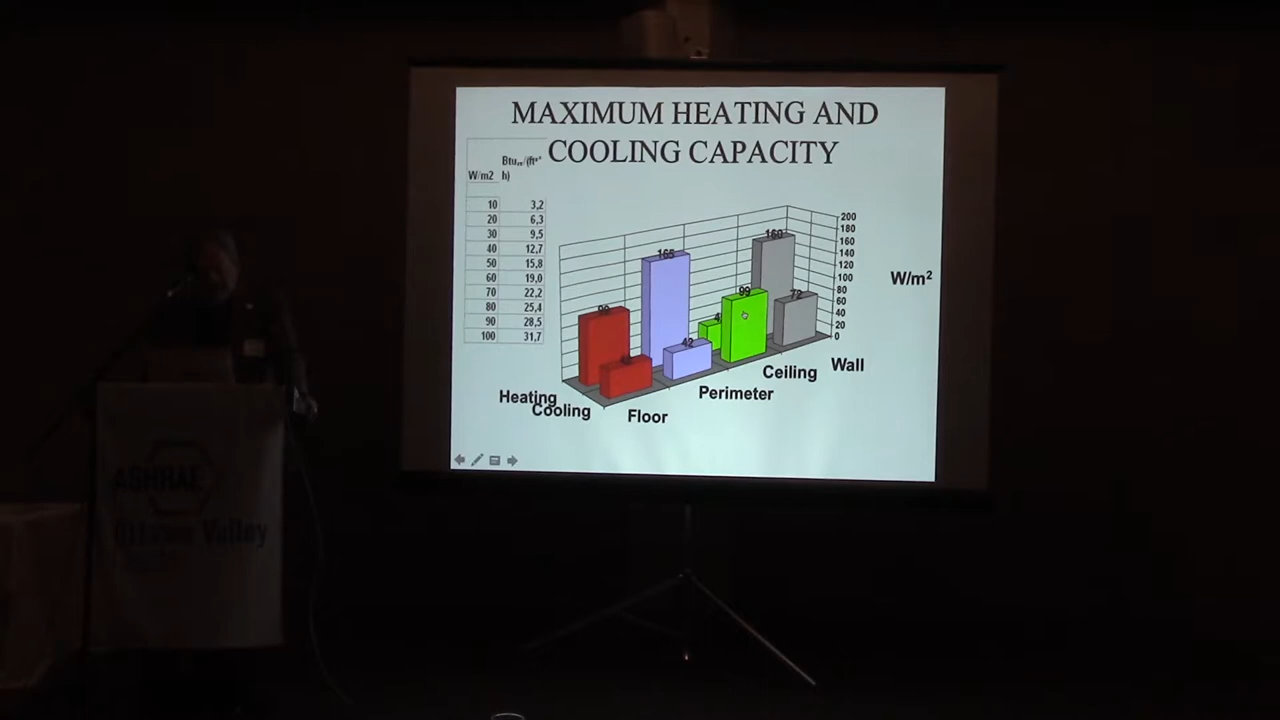 MAXIMUM HEATING AND
COOLING CAPACITY
W/m2
10 3,2
20 6,3
30 9,5
40 12,7
50 15,8
60 19,0
70 22,2
80 25,4
90 28,5
100 31,7
165
42
99
160
72
200
180
160
140
120
100
80
60
40
20
0
W/m²
Heating
Cooling
Floor
Perimeter
Ceiling
Wall
ASHRAE
Ottawa Valley